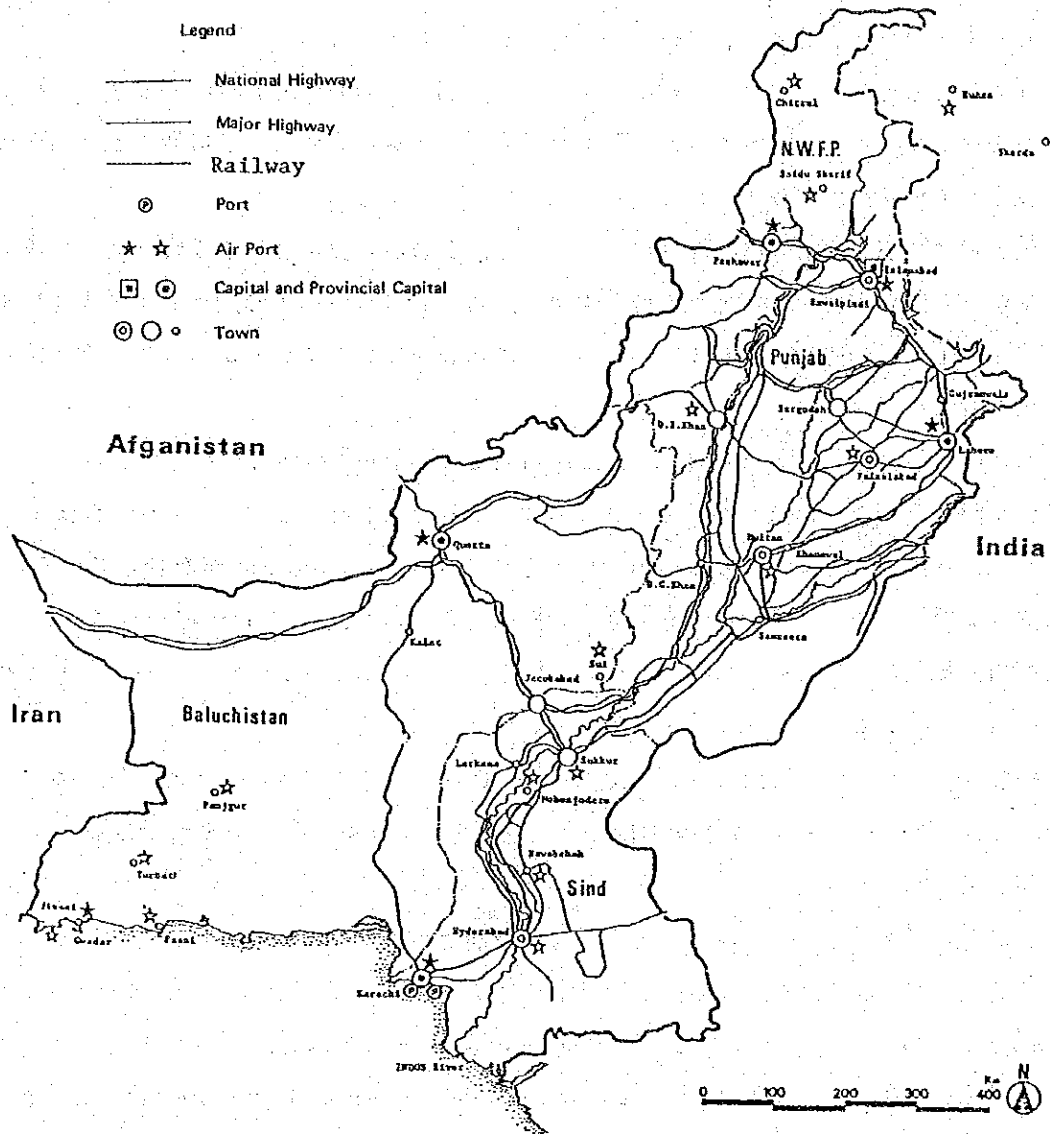 Legend
National Highway
Major Highway
Railway
Port
Air Port
Capital and Provincial Capital
Town
Chitral
Hunza
Skardu
N.W.F.P.
Saidu Sharif
Peshawar
Islamabad
Rawalpindi
Punjab
Gujranwala
Sargodah
D.I.Khan
Lahore
Faisalabad
Afganistan
Quetta
Multan
Khanewal
India
D.G.Khan
Samasata
Kalat
Sui
Jacobabad
Iran
Baluchistan
Larkana
Sukkur
Mohenjodaro
Panjgur
Nawabshah
Turbat
Sind
Jiwani
Gwadar
Pasni
Hyderabad
Karachi
INDUS River
Km
N
0 100 200 300 400